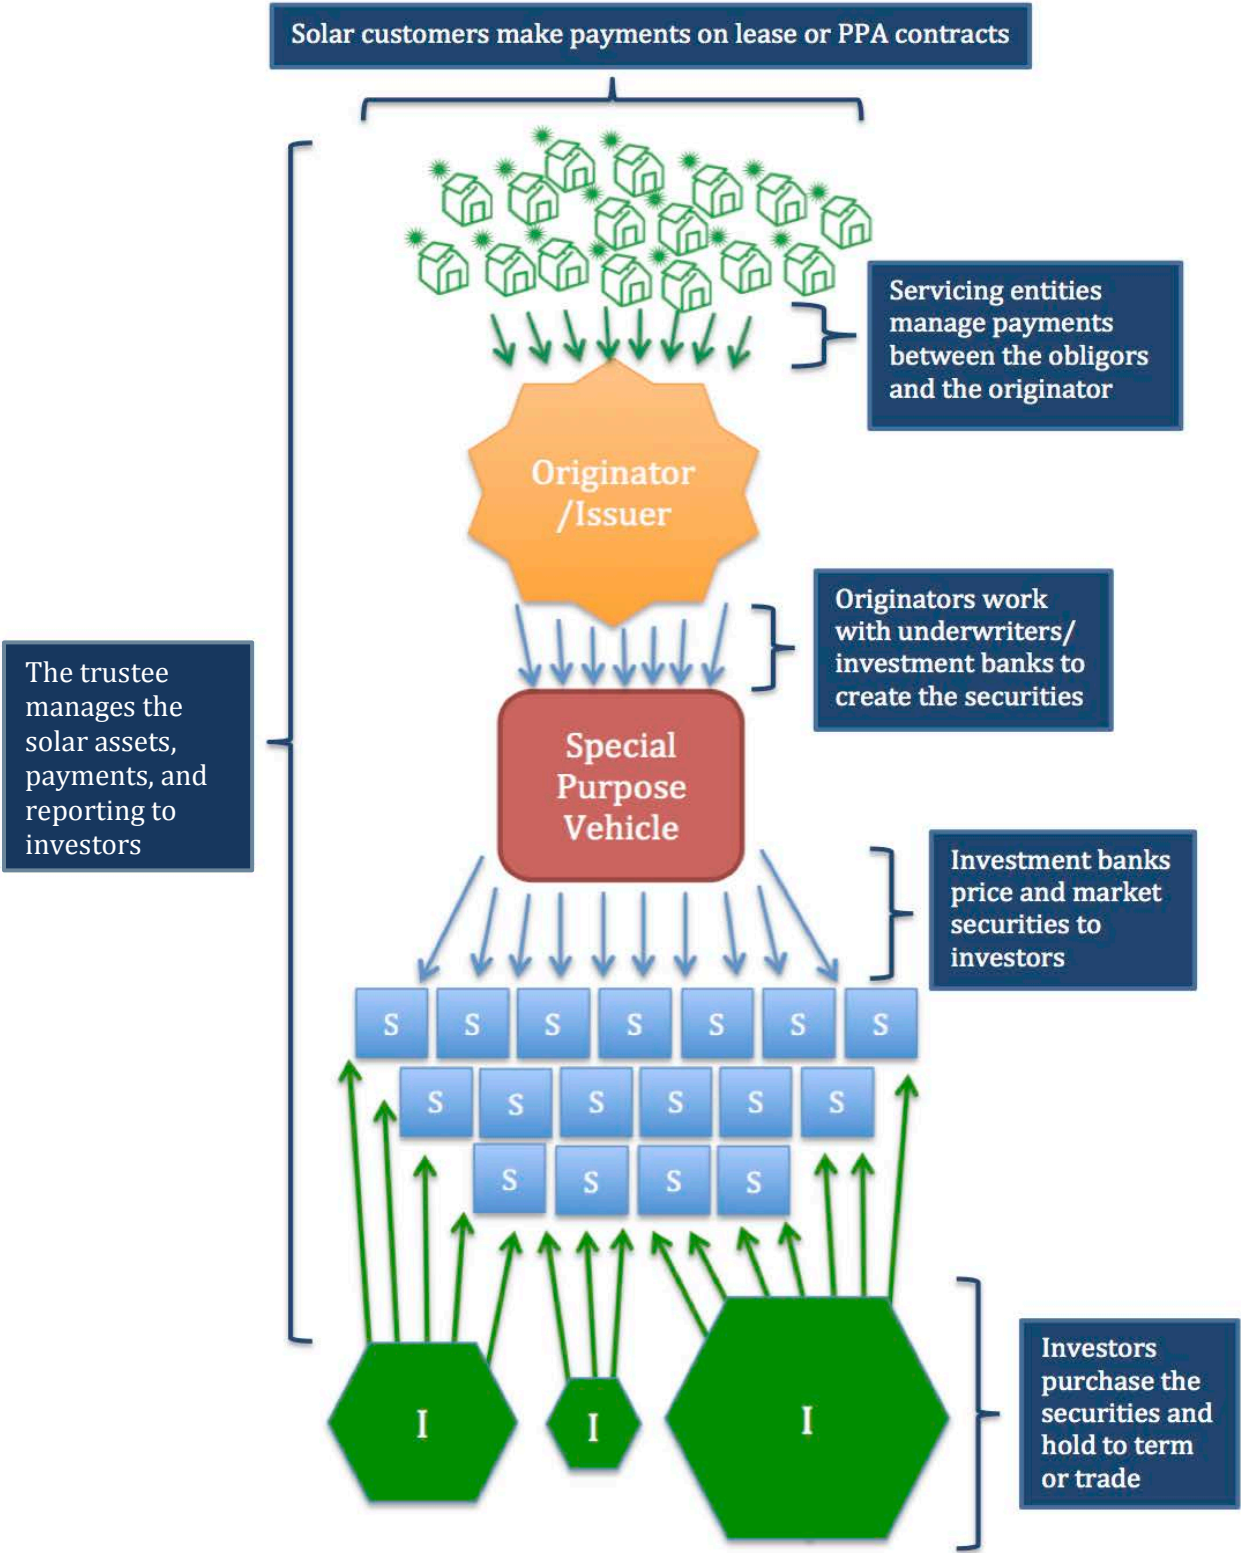 Solar customers make payments on lease or PPA contracts
Servicing entities
manage payments
between the obligors
and the originator
Originator
/Issuer
Originators work
with underwriters/
investment banks to
create the securities
The trustee
manages the
solar assets,
payments, and
reporting to
investors
Special
Purpose
Vehicle
Investment banks
price and market
securities to
investors
S S S S S S S
S S S S S S
S S S S
I I I
Investors
purchase the
securities and
hold to term
or trade